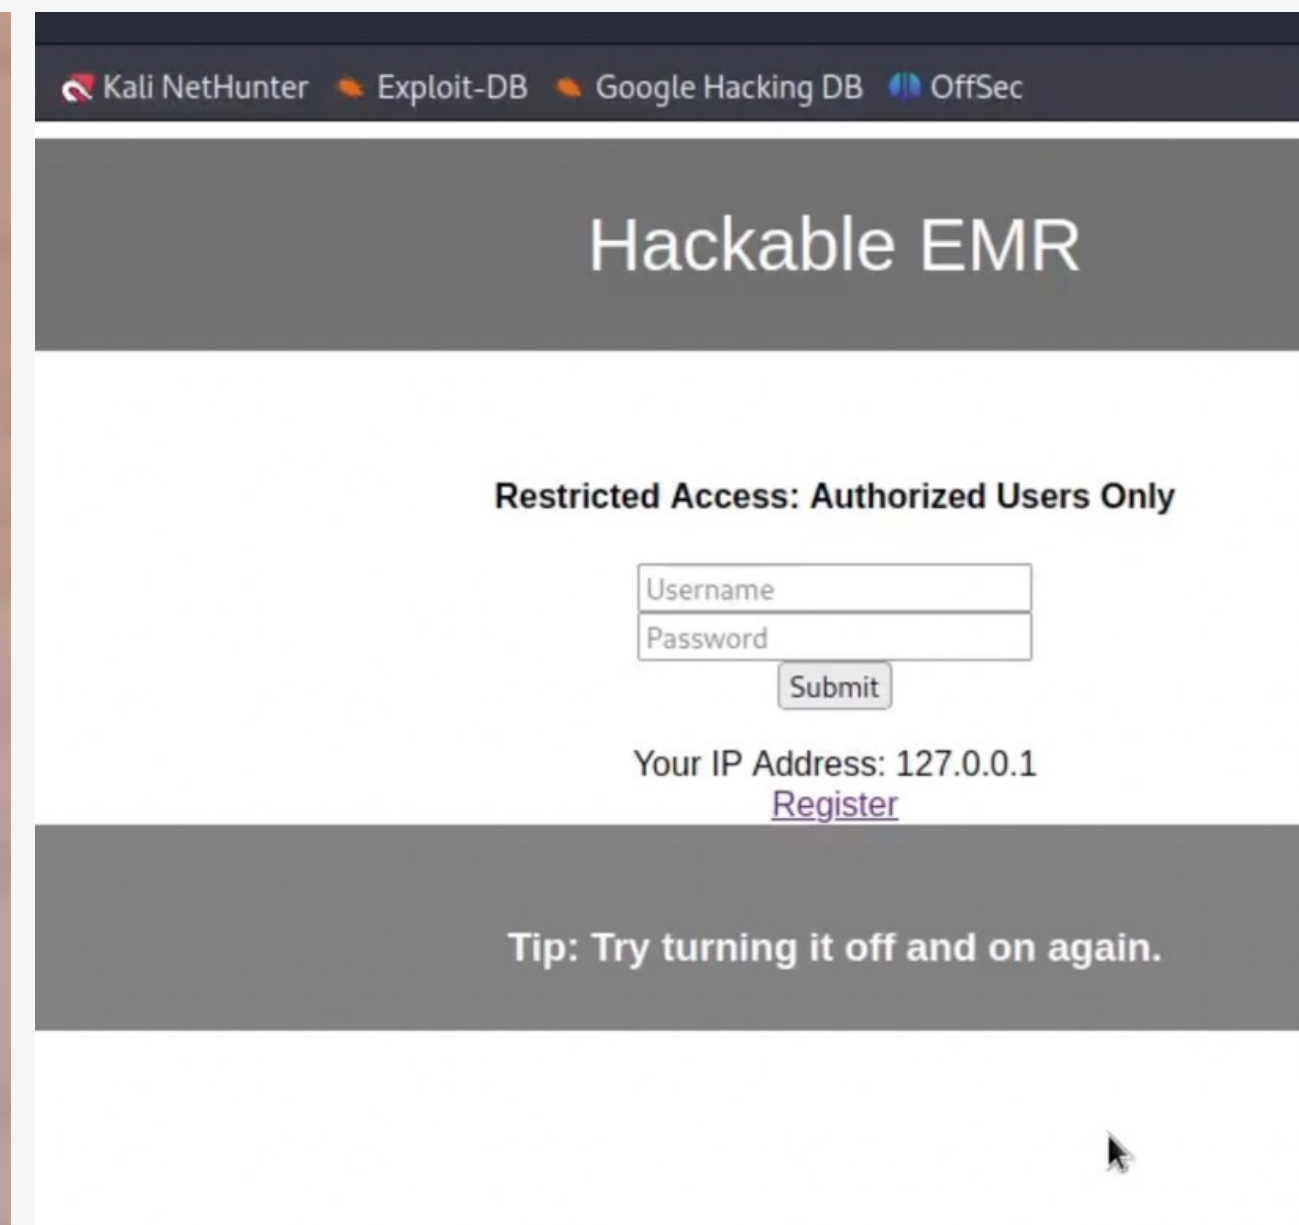 Kali NetHunter Exploit-DB Google Hacking DB OffSec
Hackable EMR
Restricted Access: Authorized Users Only
Username
Password
Submit
Your IP Address: 127.0.0.1
Register
Tip: Try turning it off and on again.